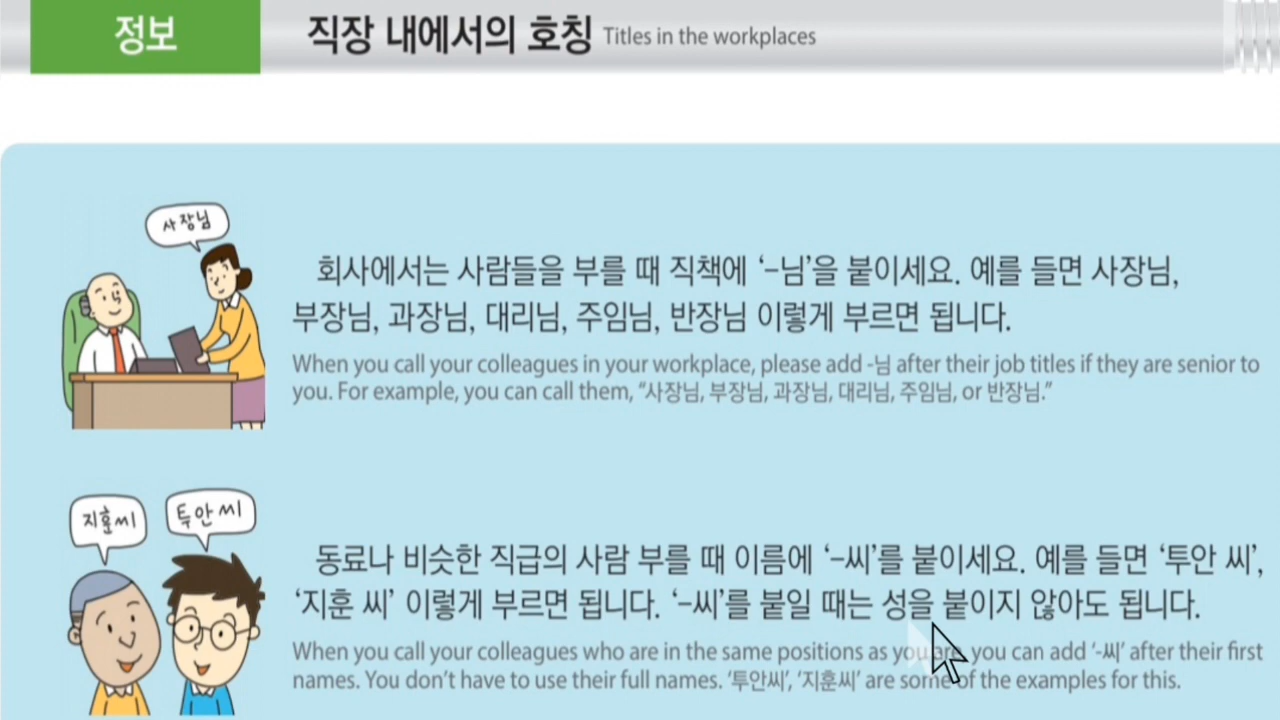 정보
직장 내에서의 호칭 Titles in the workplaces
사장님
회사에서는 사람들을 부를 때 직책에 ‘-님’을 붙이세요. 예를 들면 사장님,
부장님, 과장님, 대리님, 주임님, 반장님 이렇게 부르면 됩니다.
When you call your colleagues in your workplace, please add -님 after their job titles if they are senior to
you. For example, you can call them, “사장님, 부장님, 과장님, 대리님, 주임님, or 반장님.”
지훈씨
투안 씨
동료나 비슷한 직급의 사람 부를 때 이름에 ‘-씨’를 붙이세요. 예를 들면 ‘투안 씨’,
‘지훈 씨’ 이렇게 부르면 됩니다. ‘-씨’를 붙일 때는 성을 붙이지 않아도 됩니다.
When you call your colleagues who are in the same positions as you are, you can add ‘-씨’ after their first
names. You don’t have to use their full names. ‘투안씨’, ‘지훈씨’ are some of the examples for this.